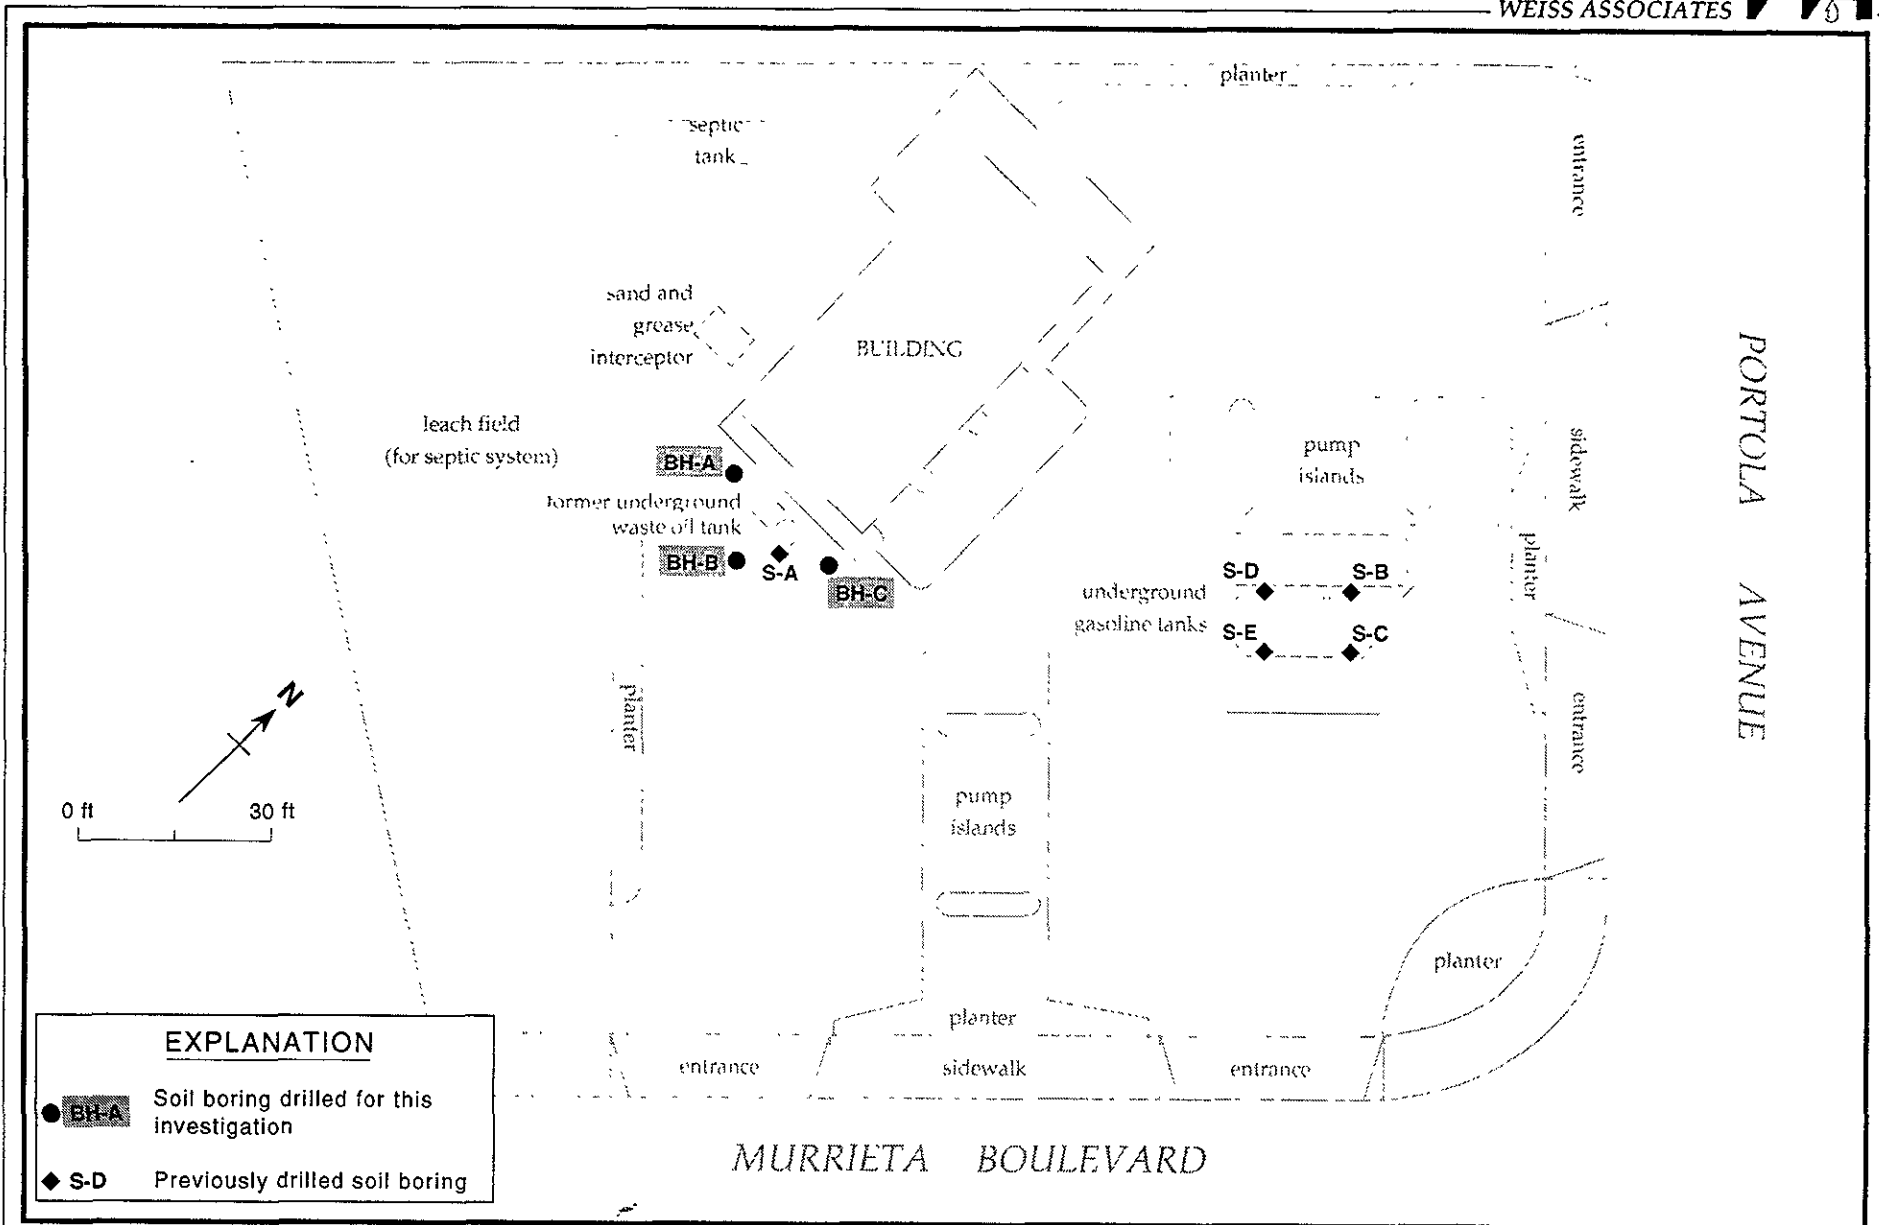 WEISS ASSOCIATES
planter
septic
tank
entrance
sand and
grease
interceptor
BUILDING
PORTOLA AVENUE
leach field
(for septic system)
BH-A
pump
islands
sidewalk
former underground
waste oil tank
BH-B
S-A
BH-C
S-D
S-B
planter
underground
gasoline tanks
S-E
S-C
planter
entrance
N
0 ft
30 ft
pump
islands
planter
planter
entrance
sidewalk
entrance
EXPLANATION
BH-A
Soil boring drilled for this
investigation
S-D
Previously drilled soil boring
MURRIETA BOULEVARD